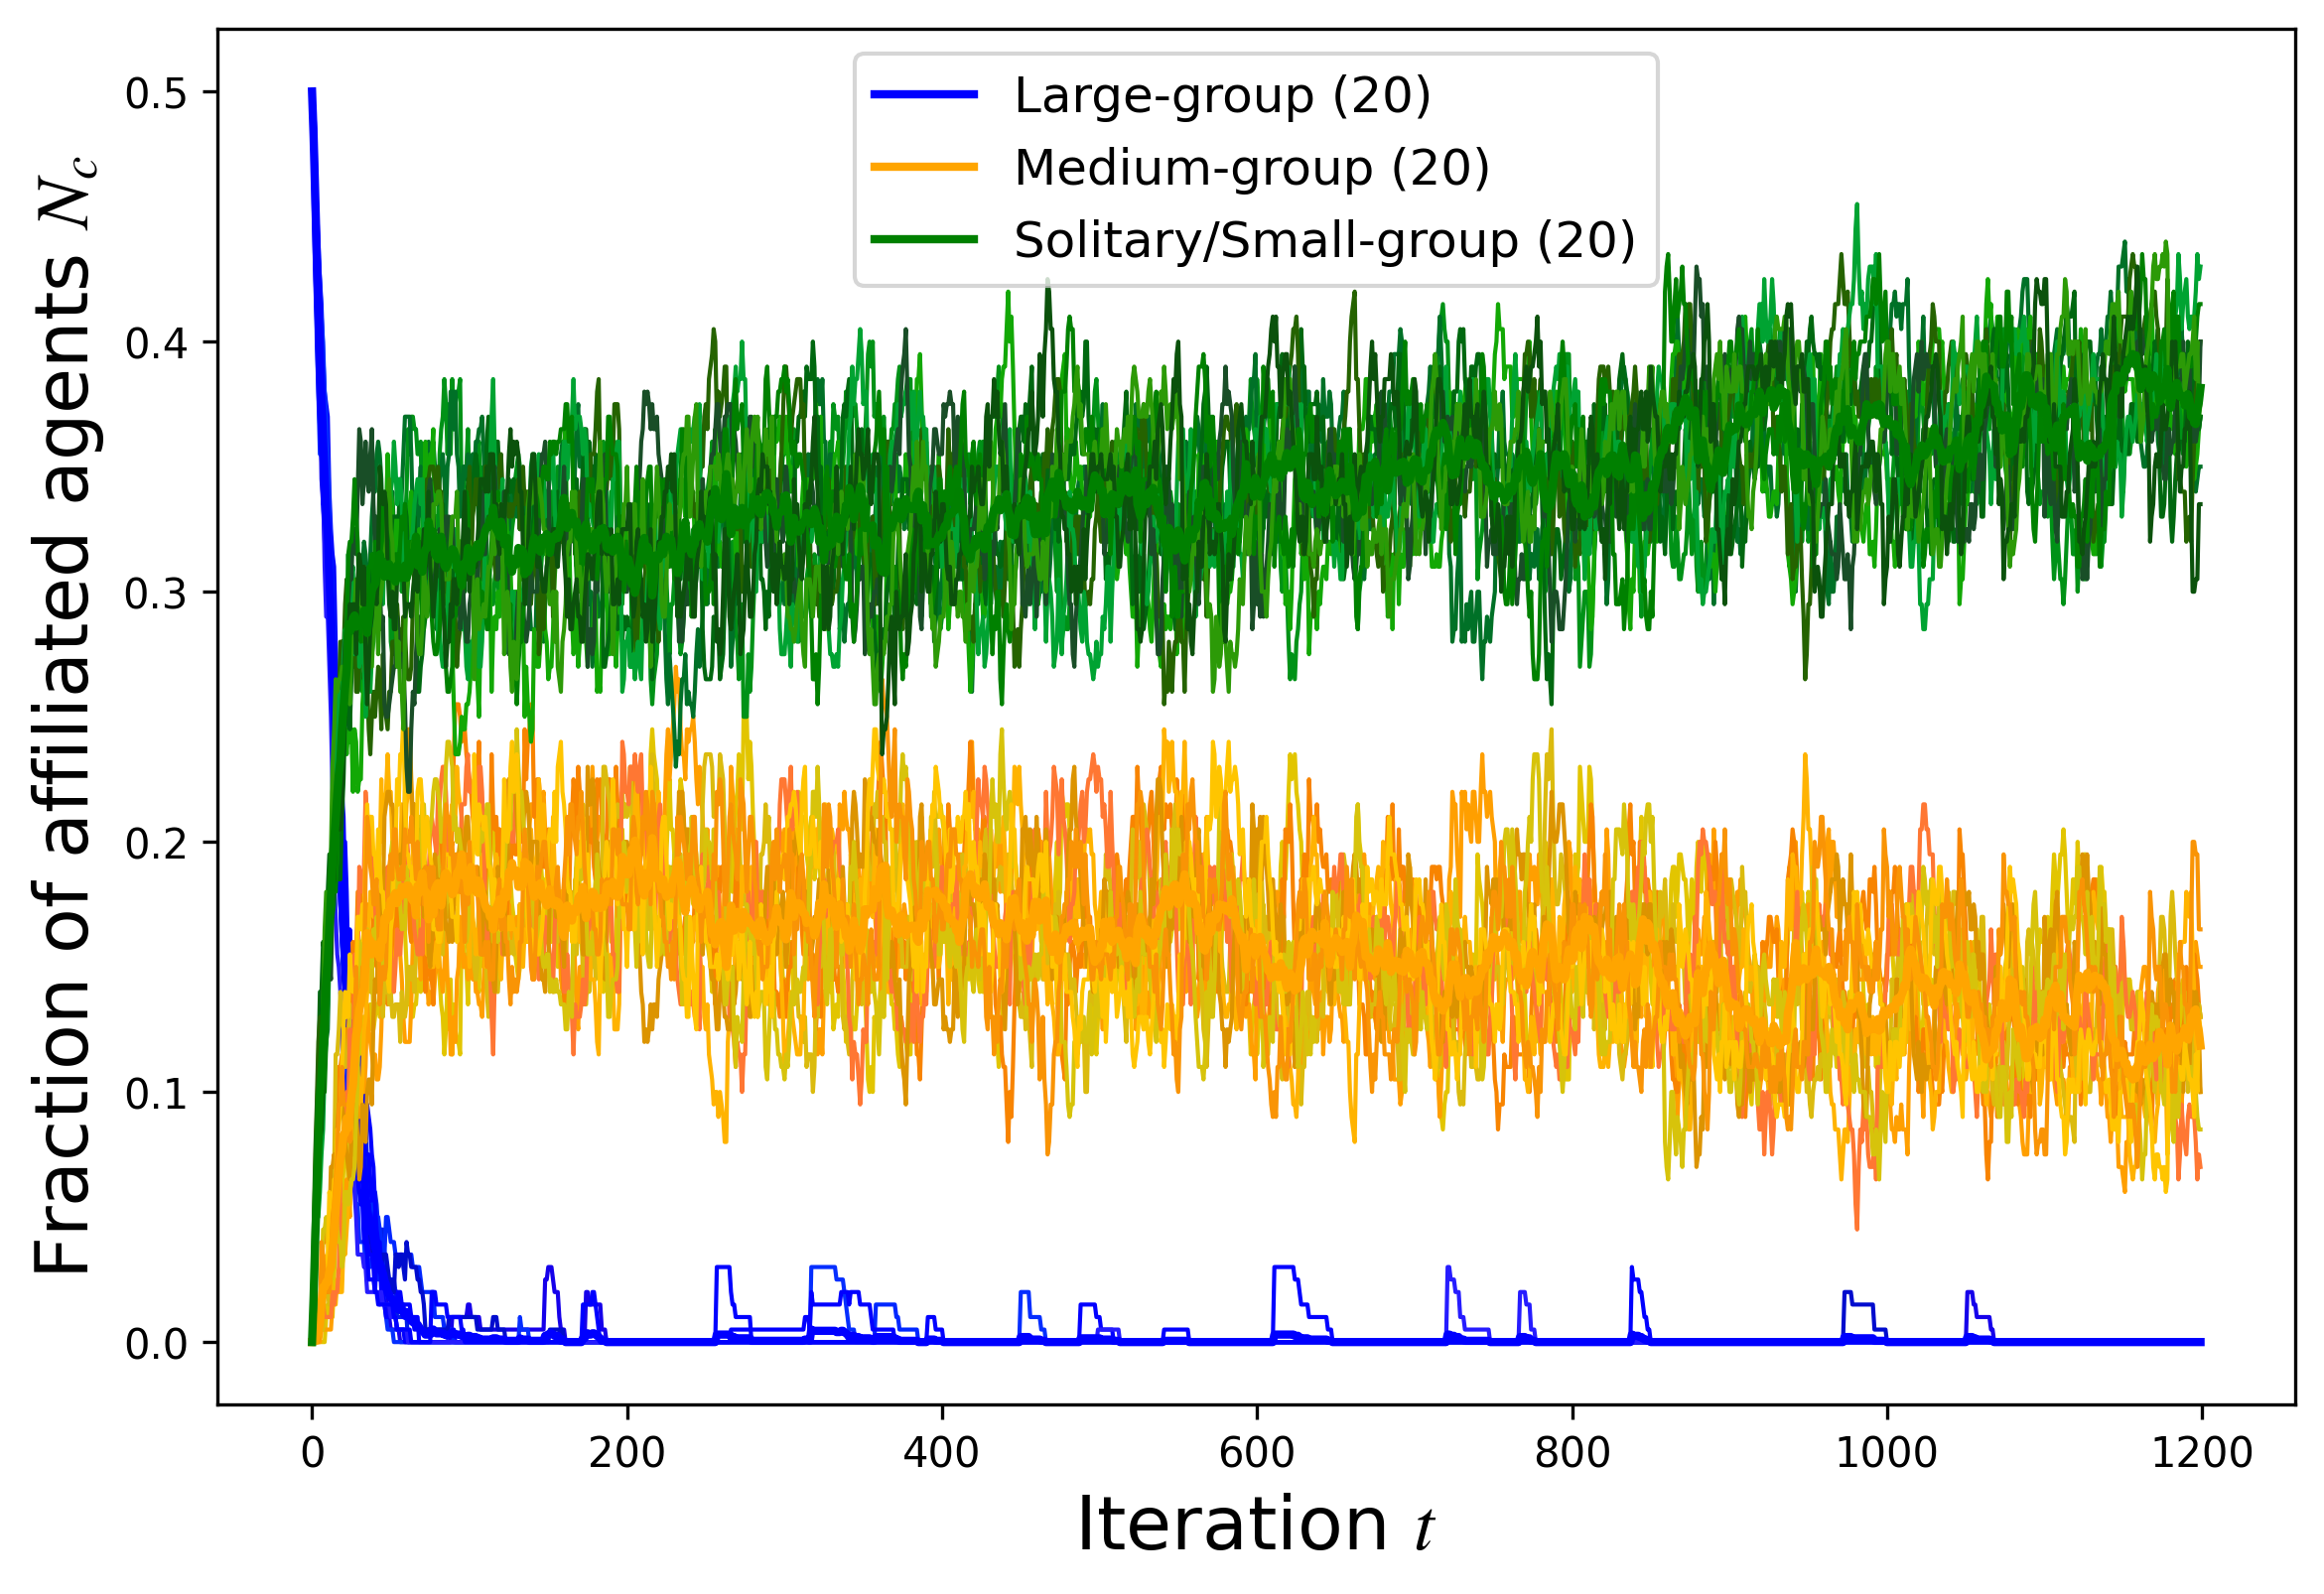 Large-group (20)
Medium-group (20)
Solitary/Small-group (20)
Fraction of affiliated agents N_c
0.5
0.4
0.3
0.2
0.1
0.0
0 200 400 600 800 1000 1200
Iteration t